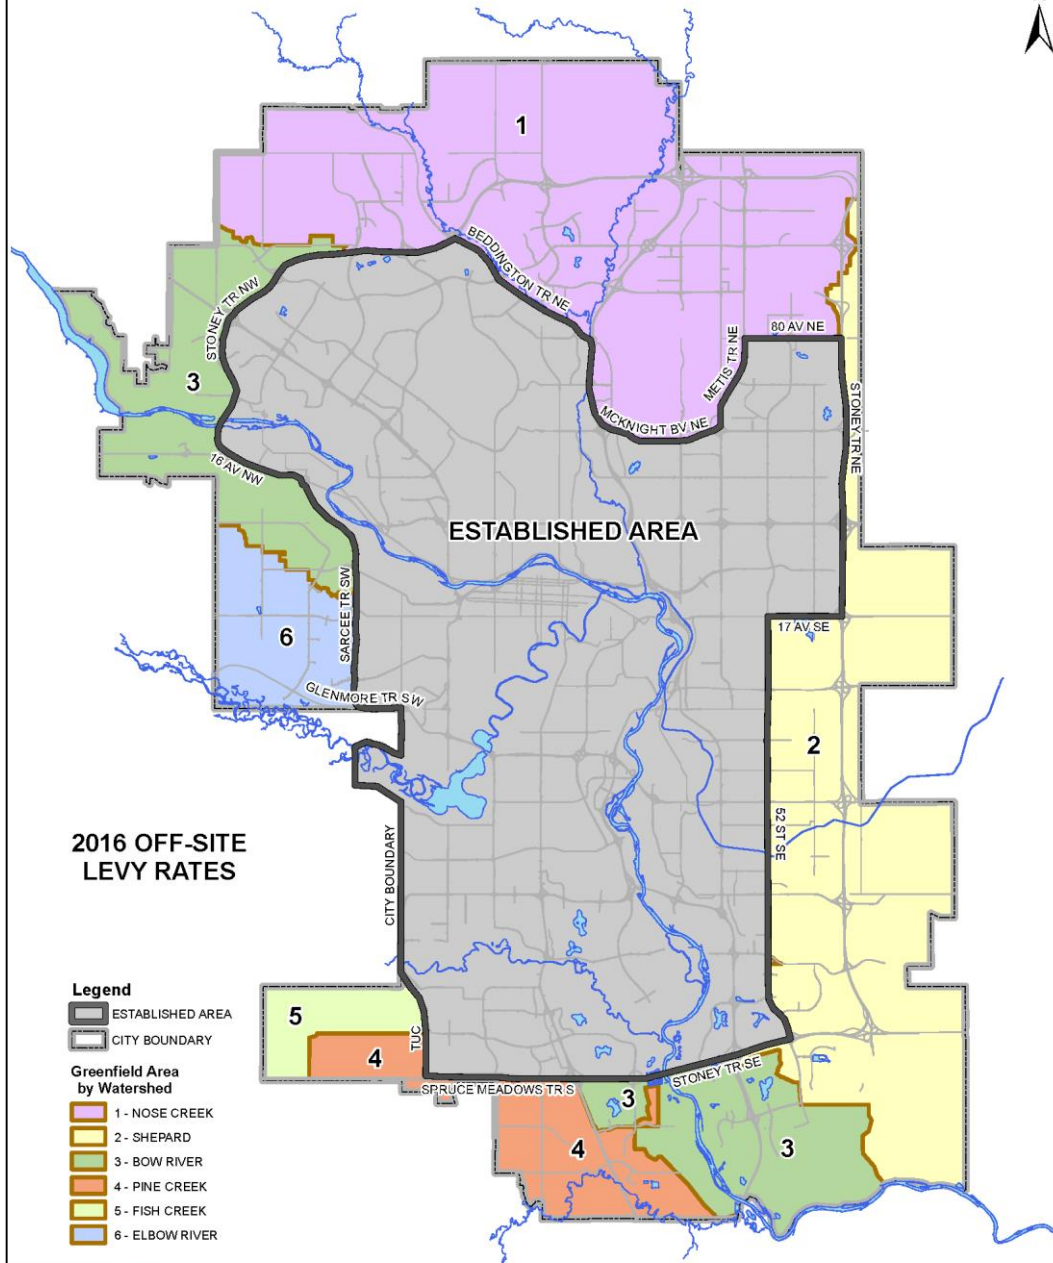 1
BEDDINGTON TR NE
STONEY TR NW
80 AV NE
METIS TR NE
3
STONEY TR NE
MCKNIGHT BV NE
16 AV NW
ESTABLISHED AREA
SARCEE TR SW
17 AV SE
6
GLENMORE TR SW
2
52 ST SE
2016 OFF-SITE
LEVY RATES
CITY BOUNDARY
Legend
ESTABLISHED AREA
CITY BOUNDARY
Greenfield Area
by Watershed
1 - NOSE CREEK
2 - SHEPARD
3 - BOW RIVER
4 - PINE CREEK
5 - FISH CREEK
6 - ELBOW RIVER
5
TUC
4
STONEY TR SE
SPRUCE MEADOWS TR S
3
4
3